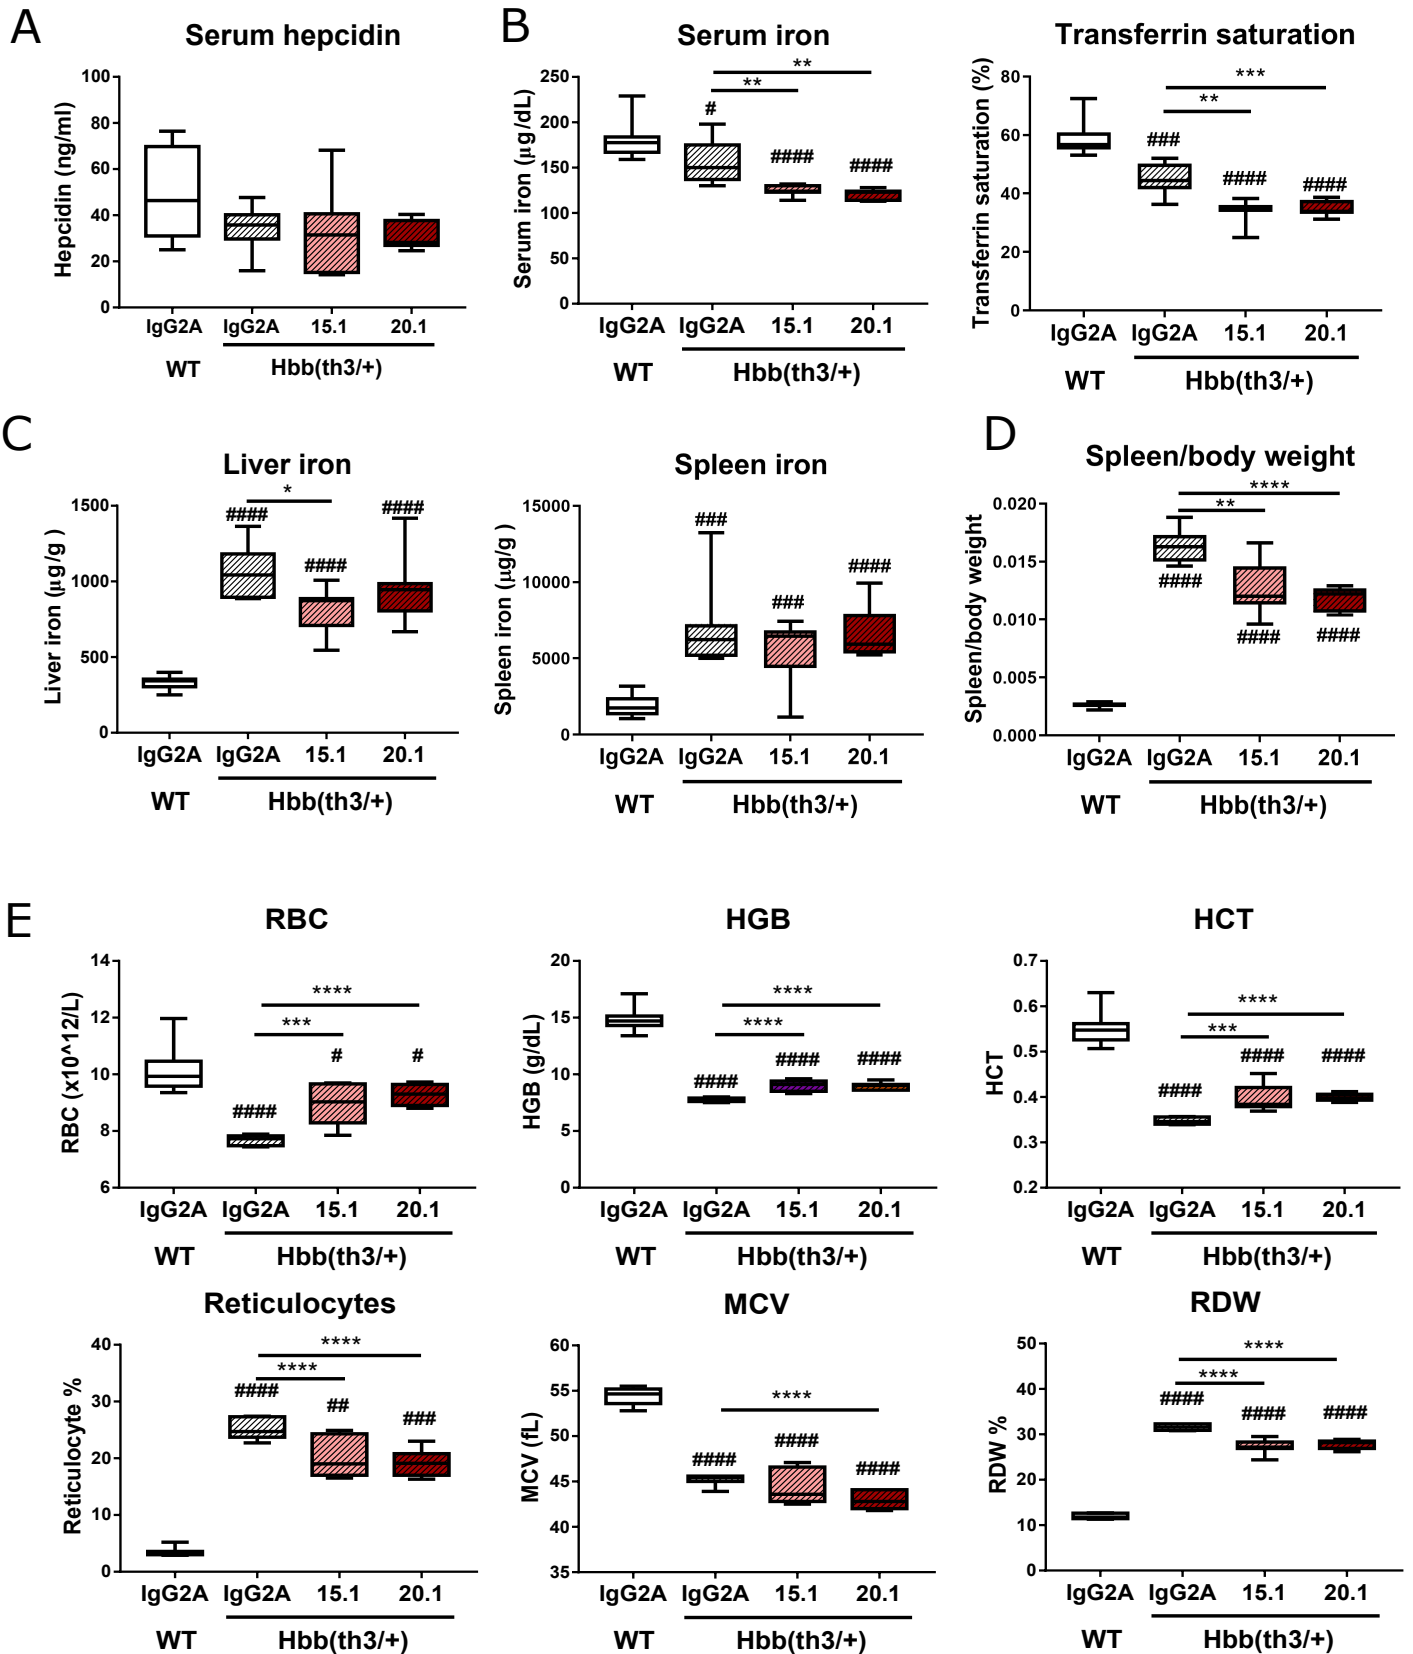 A
Serum hepcidin
Hepcidin (ng/ml)
100
80
60
40
20
0
IgG2A IgG2A 15.1 20.1
WT Hbb(th3/+)
B
Serum iron
Serum iron (µg/dL)
250
200
150
100
50
0
**
**
#
####
####
IgG2A IgG2A 15.1 20.1
WT Hbb(th3/+)
Transferrin saturation
Transferrin saturation (%)
80
60
40
20
0
***
**
###
####
####
IgG2A IgG2A 15.1 20.1
WT Hbb(th3/+)
C
Liver iron
Liver iron (µg/g )
1500
1000
500
0
*
####
####
####
IgG2A IgG2A 15.1 20.1
WT Hbb(th3/+)
Spleen iron
Spleen iron (µg/g )
15000
10000
5000
0
###
###
####
IgG2A IgG2A 15.1 20.1
WT Hbb(th3/+)
D
Spleen/body weight
Spleen/body weight
0.020
0.015
0.010
0.005
0.000
****
**
####
####
####
IgG2A IgG2A 15.1 20.1
WT Hbb(th3/+)
E
RBC
RBC (x10^12/L)
14
12
10
8
6
****
***
####
#
#
IgG2A IgG2A 15.1 20.1
WT Hbb(th3/+)
HGB
HGB (g/dL)
20
15
10
5
0
****
****
####
####
####
IgG2A IgG2A 15.1 20.1
WT Hbb(th3/+)
HCT
HCT
0.7
0.6
0.5
0.4
0.3
0.2
****
***
####
####
####
IgG2A IgG2A 15.1 20.1
WT Hbb(th3/+)
Reticulocytes
Reticulocyte %
40
30
20
10
0
****
****
####
##
###
IgG2A IgG2A 15.1 20.1
WT Hbb(th3/+)
MCV
MCV (fL)
60
55
50
45
40
35
****
####
####
####
IgG2A IgG2A 15.1 20.1
WT Hbb(th3/+)
RDW
RDW %
50
40
30
20
10
0
****
****
####
####
####
IgG2A IgG2A 15.1 20.1
WT Hbb(th3/+)